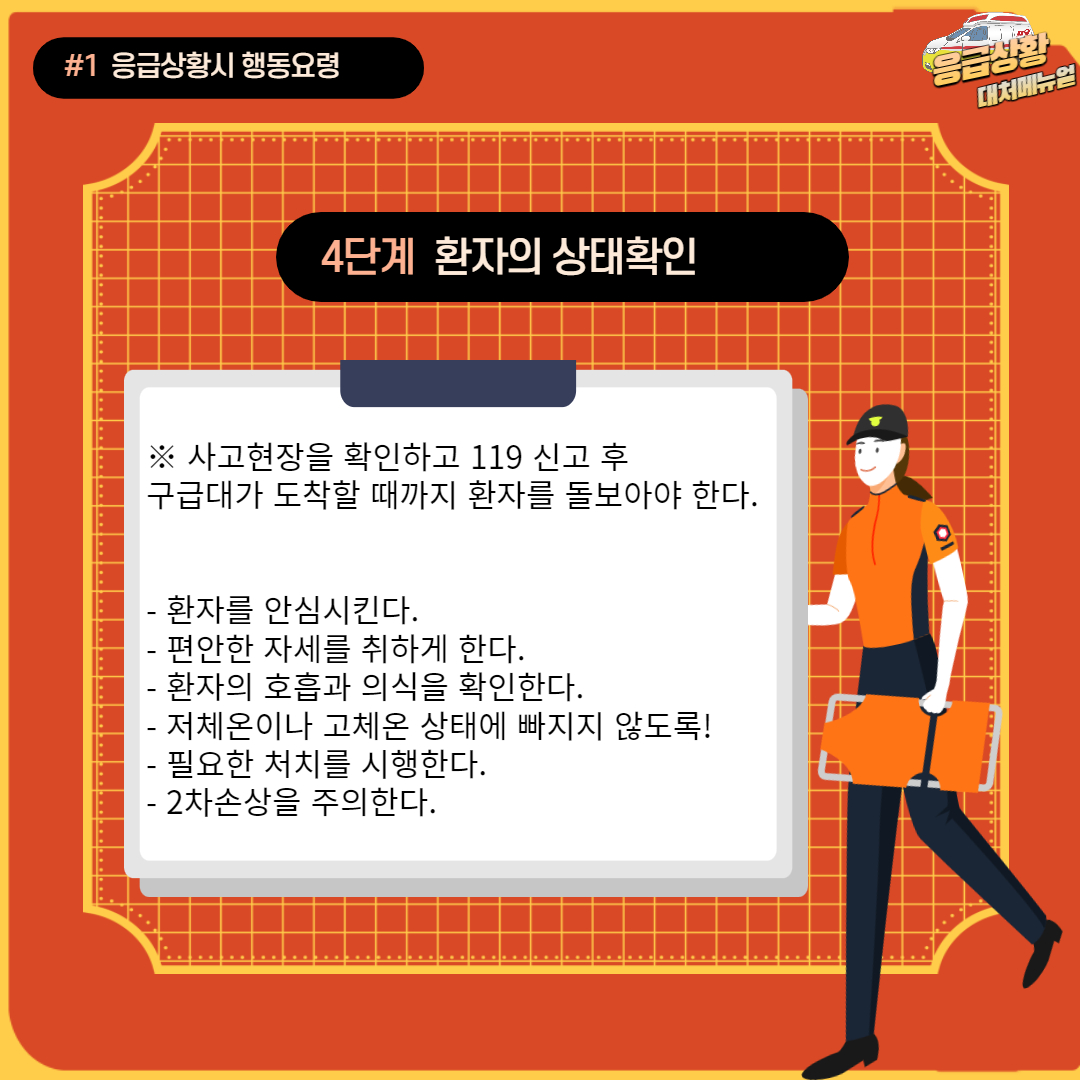 #1 응급상황시 행동요령
응급상황
대처메뉴얼
4단계 환자의 상태확인
※ 사고현장을 확인하고 119 신고 후
구급대가 도착할 때까지 환자를 돌보아야 한다.
- 환자를 안심시킨다.
- 편안한 자세를 취하게 한다.
- 환자의 호흡과 의식을 확인한다.
- 저체온이나 고체온 상태에 빠지지 않도록!
- 필요한 처치를 시행한다.
- 2차손상을 주의한다.